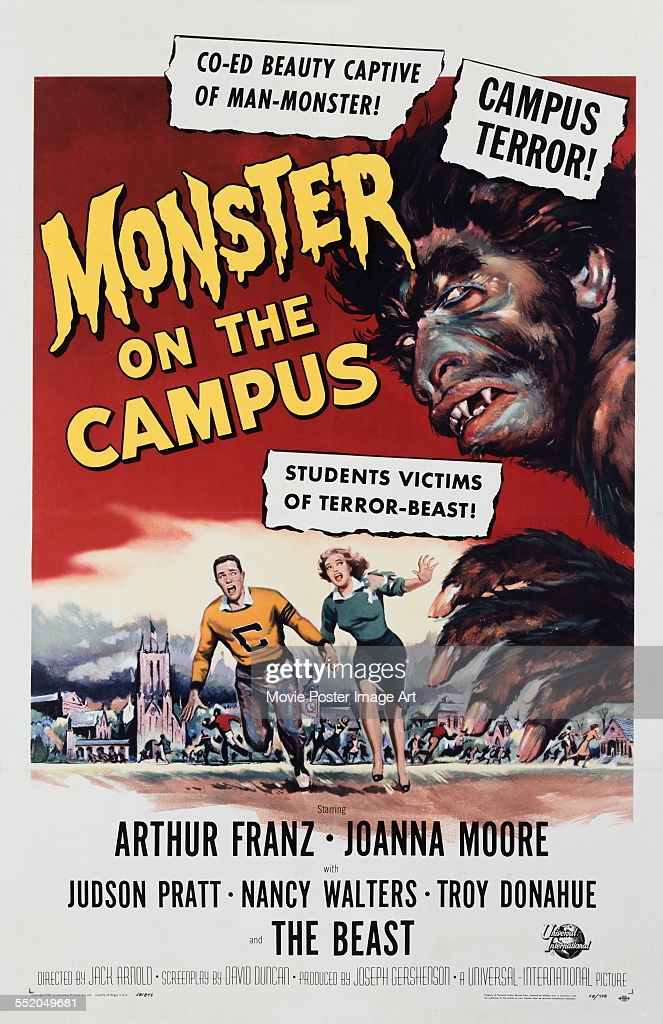 CO-ED BEAUTY CAPTIVE
OF MAN-MONSTER!
CAMPUS
TERROR!
MONSTER
ON THE
CAMPUS
STUDENTS VICTIMS
OF TERROR-BEAST!
C
gettyimages
Movie Poster Image Art
Starring
ARTHUR FRANZ · JOANNA MOORE
with
JUDSON PRATT · NANCY WALTERS · TROY DONAHUE
and THE BEAST
Universal
International
DIRECTED BY JACK ARNOLD · SCREENPLAY BY DAVID DUNCAN · PRODUCED BY JOSEPH GERSHENSON · A UNIVERSAL-INTERNATIONAL PICTURE
552049681